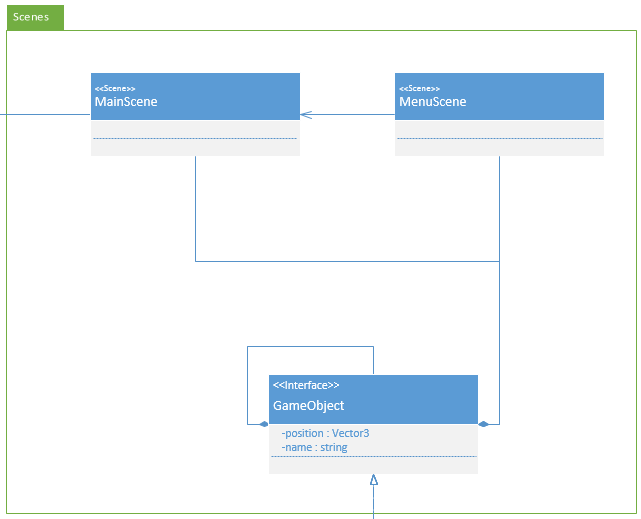 Scenes
<<Scene>>
MainScene
<<Scene>>
MenuScene
<<Interface>>
GameObject
-position : Vector3
-name : string